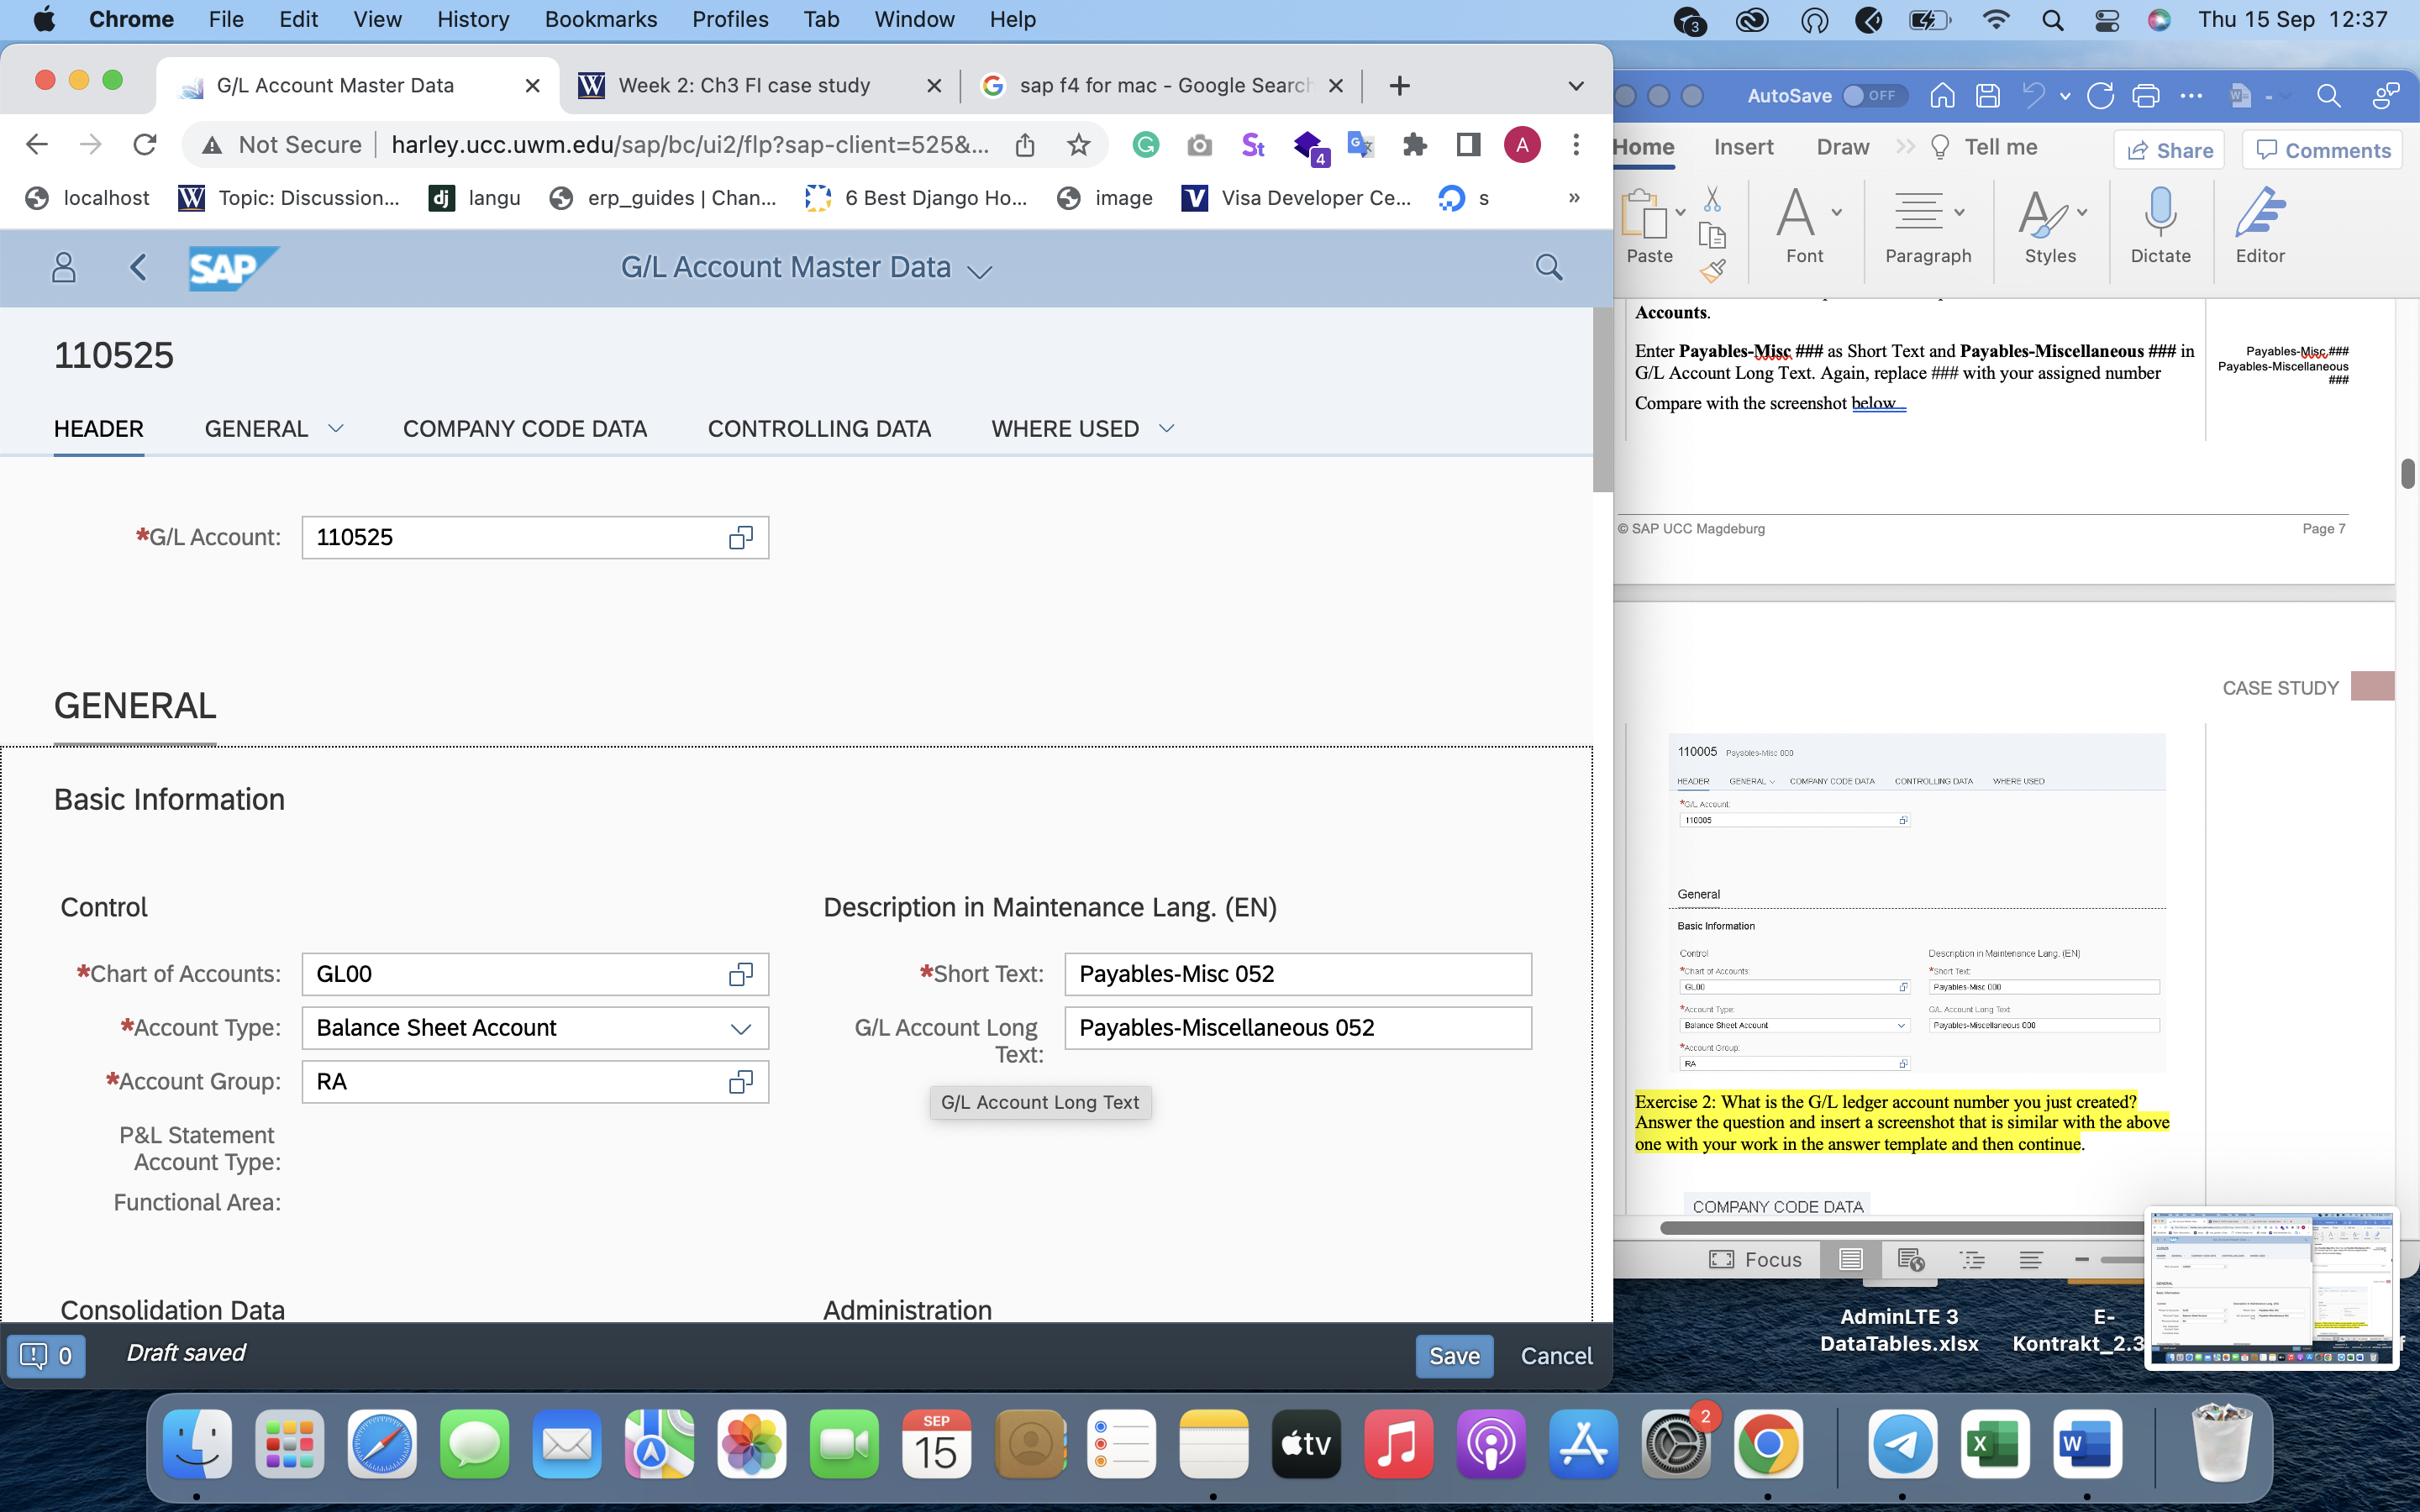 Chrome File Edit View History Bookmarks Profiles Tab Window Help
3
Thu 15 Sep 12:37
G/L Account Master Data
Week 2: Ch3 FI case study
sap f4 for mac - Google Search
Not Secure
harley.ucc.uwm.edu/sap/bc/ui2/flp?sap-client=525&...
4
A
localhost
Topic: Discussion...
langu
erp_guides | Chan...
6 Best Django Ho...
image
Visa Developer Ce...
s
»
SAP
G/L Account Master Data
110525
HEADER GENERAL COMPANY CODE DATA CONTROLLING DATA WHERE USED
*G/L Account: 110525
GENERAL
Basic Information
Control
Description in Maintenance Lang. (EN)
*Chart of Accounts: GL00
*Short Text: Payables-Misc 052
*Account Type: Balance Sheet Account
G/L Account Long
Text:
Payables-Miscellaneous 052
*Account Group: RA
G/L Account Long Text
P&L Statement
Account Type:
Functional Area:
Consolidation Data
Administration
0
Draft saved
Save
Cancel
AutoSave OFF
Home Insert Draw Tell me
Share
Comments
Paste
Font
Paragraph
Styles
Dictate
Editor
Accounts.
Enter Payables-Misc ### as Short Text and Payables-Miscellaneous ### in
G/L Account Long Text. Again, replace ### with your assigned number
Payables-Misc ###
Payables-Miscellaneous
###
Compare with the screenshot below
© SAP UCC Magdeburg
Page 7
CASE STUDY
110005 Payables-Misc 000
HEADER GENERAL COMPANY CODE DATA CONTROLLING DATA WHERE USED
*G/L Account:
110005
General
Basic Information
Control
Description in Maintenance Lang. (EN)
*Chart of Accounts:
*Short Text:
GL00
Payables-Misc 000
*Account Type:
G/L Account Long Text
Balance Sheet Account
Payables-Miscellaneous 000
*Account Group:
RA
Exercise 2: What is the G/L ledger account number you just created?
Answer the question and insert a screenshot that is similar with the above
one with your work in the answer template and then continue.
COMPANY CODE DATA
Focus
AdminLTE 3
DataTables.xlsx
E-
Kontrakt_2.3
SEP
15
tv
2